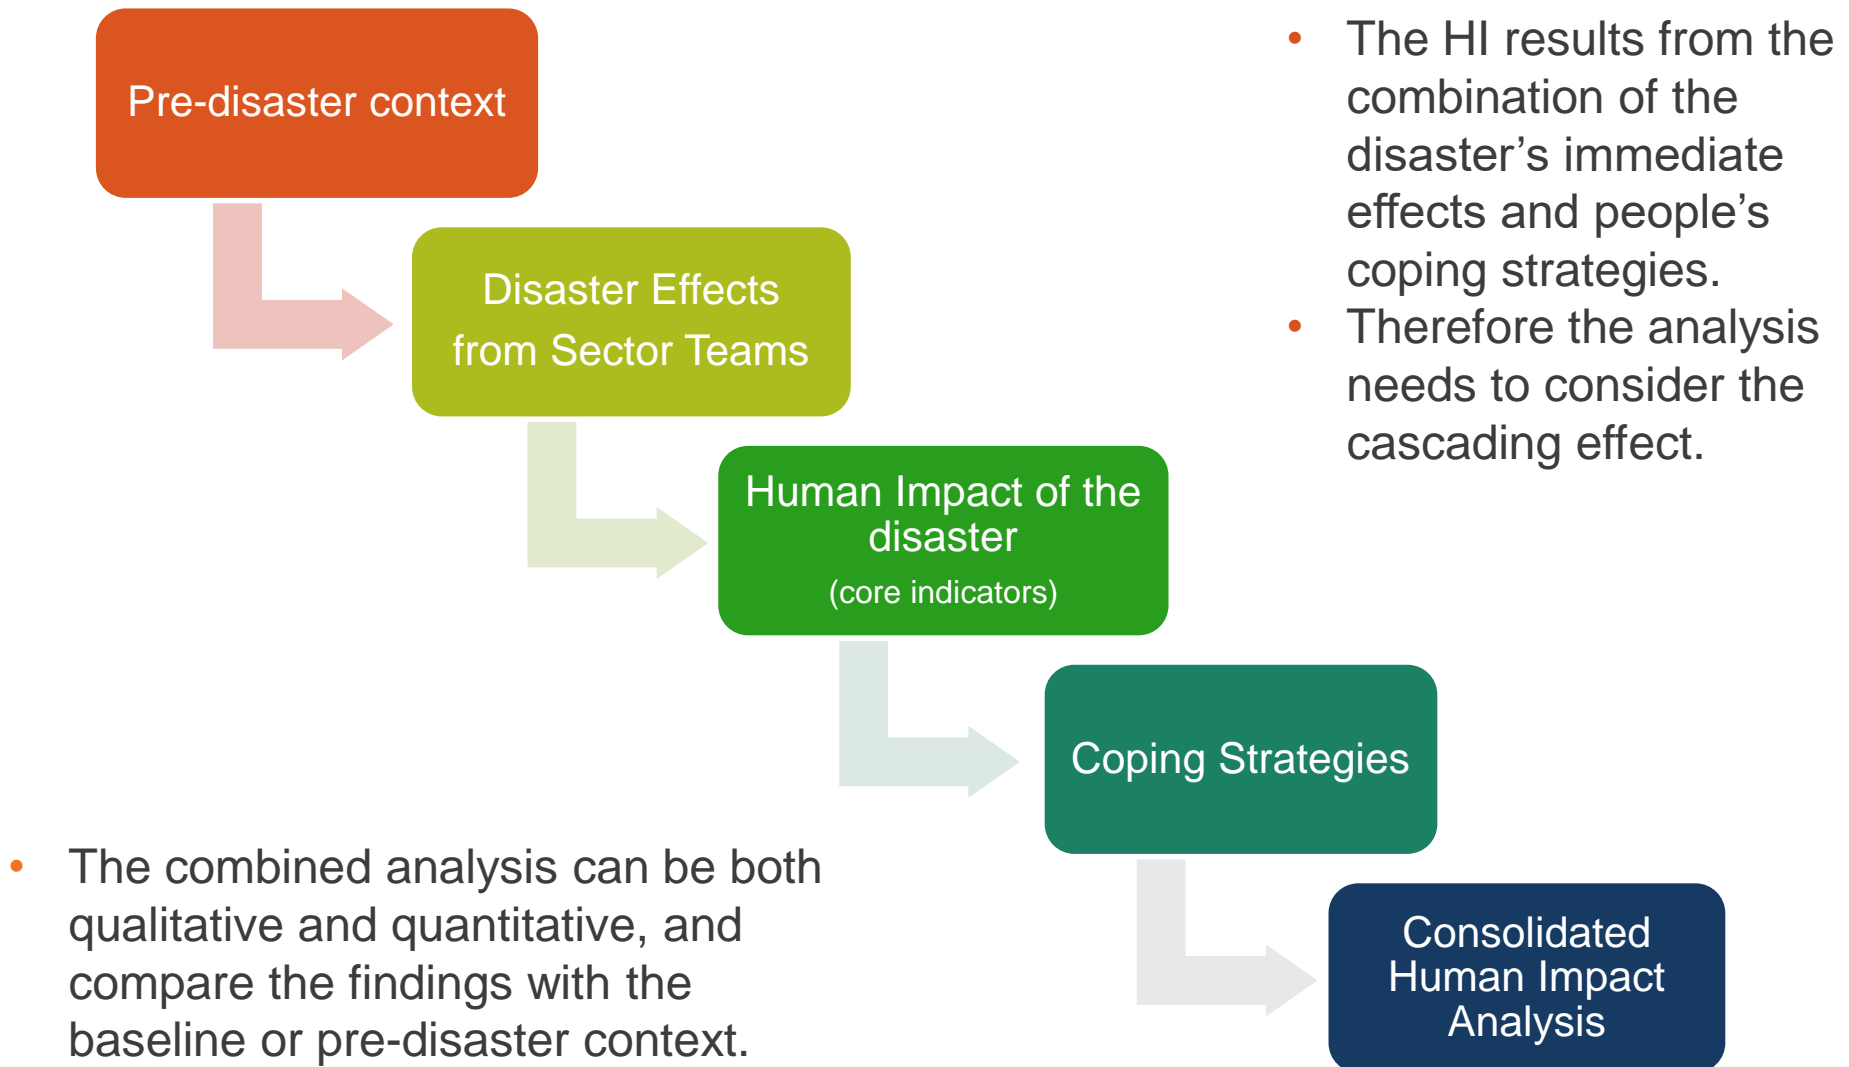 Pre-disaster context
• The HI results from the
combination of the
disaster’s immediate
effects and people’s
coping strategies.
• Therefore the analysis
needs to consider the
cascading effect.
Disaster Effects
from Sector Teams
Human Impact of the
disaster
(core indicators)
Coping Strategies
• The combined analysis can be both
qualitative and quantitative, and
compare the findings with the
baseline or pre-disaster context.
Consolidated
Human Impact
Analysis